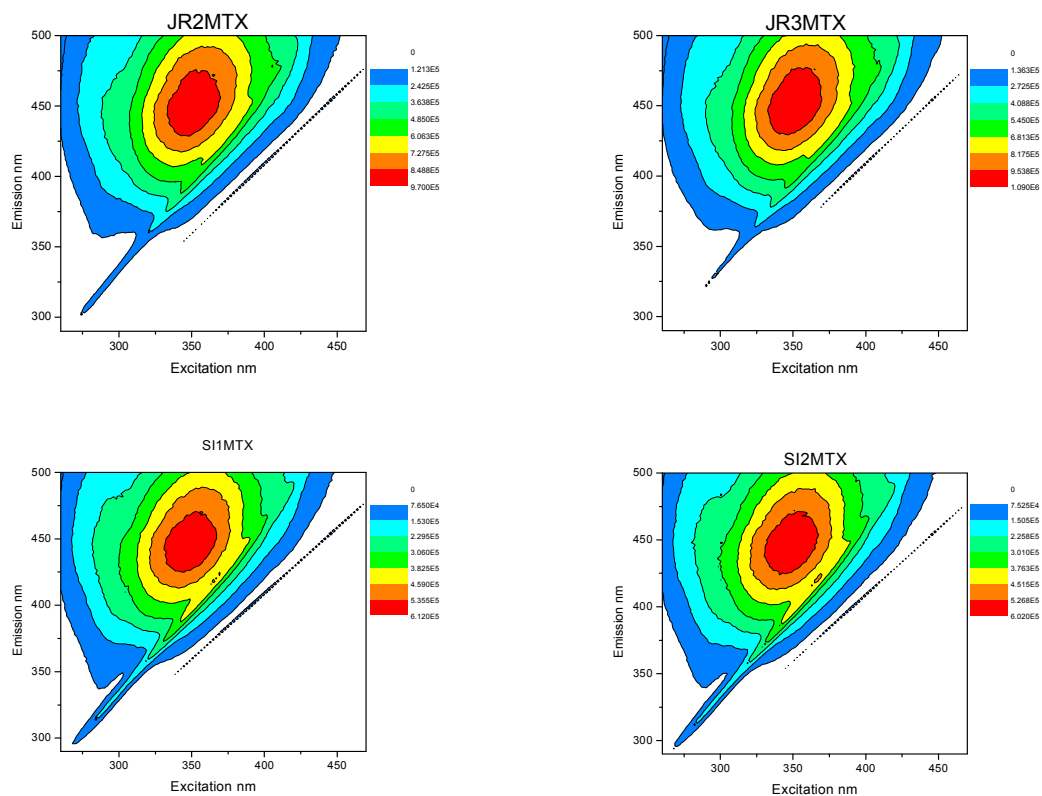 JR2MTX
500
450
400
350
300
300
350
400
450
Emission nm
Excitation nm
0
1.213E5
2.425E5
3.638E5
4.850E5
6.063E5
7.275E5
8.488E5
9.700E5
JR3MTX
500
450
400
350
300
300
350
400
450
Emission nm
Excitation nm
0
1.363E5
2.725E5
4.088E5
5.450E5
6.813E5
8.175E5
9.538E5
1.090E6
SI1MTX
500
450
400
350
300
300
350
400
450
Emission nm
Excitation nm
0
7.650E4
1.530E5
2.295E5
3.060E5
3.825E5
4.590E5
5.355E5
6.120E5
SI2MTX
500
450
400
350
300
300
350
400
450
Emission nm
Excitation nm
0
7.525E4
1.505E5
2.258E5
3.010E5
3.763E5
4.515E5
5.268E5
6.020E5